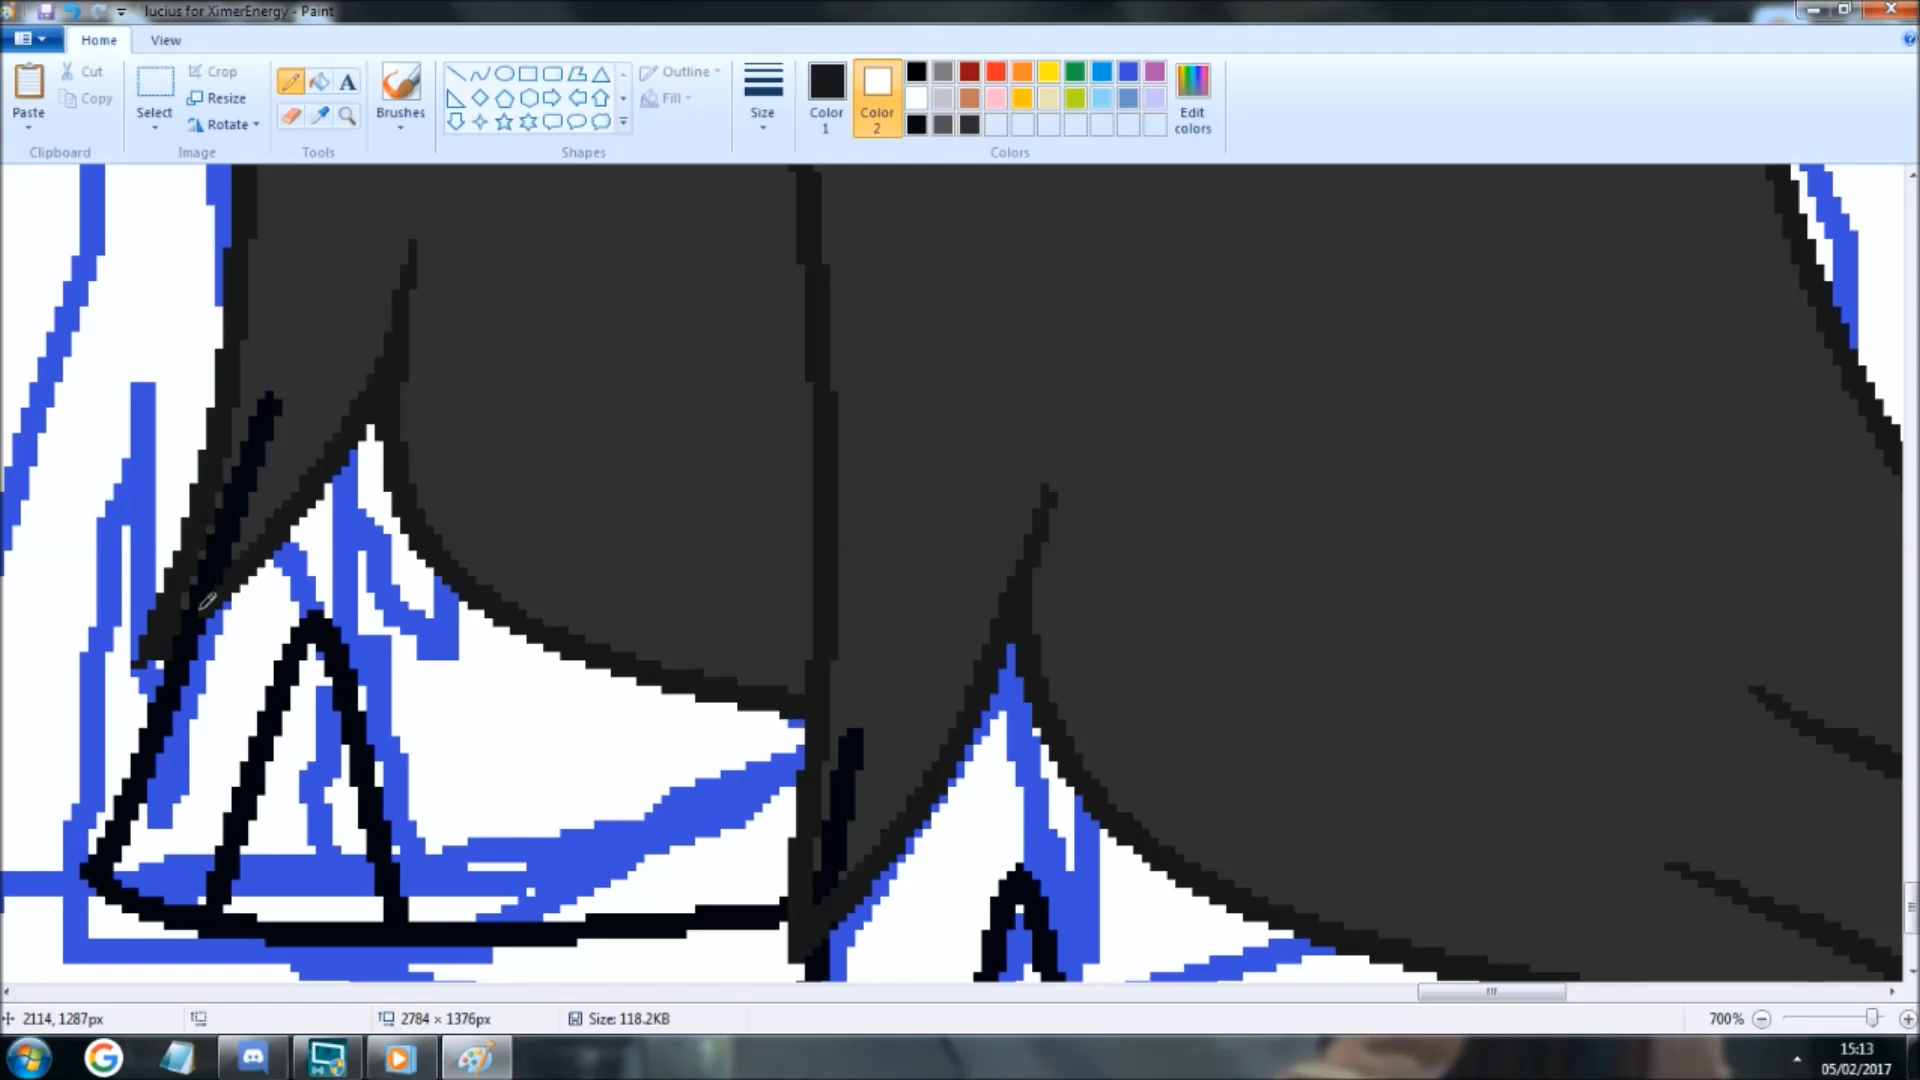 lucius for XimerEnergy - Paint
Home View
Paste
Cut
Copy
Clipboard
Select
Crop
Resize
Rotate
Image
A
Tools
Brushes
Outline
Fill
Shapes
Size
Color 1
Color 2
Edit colors
Colors
2114, 1287px
2784 × 1376px
Size: 118.2KB
700%
15:13
05/02/2017